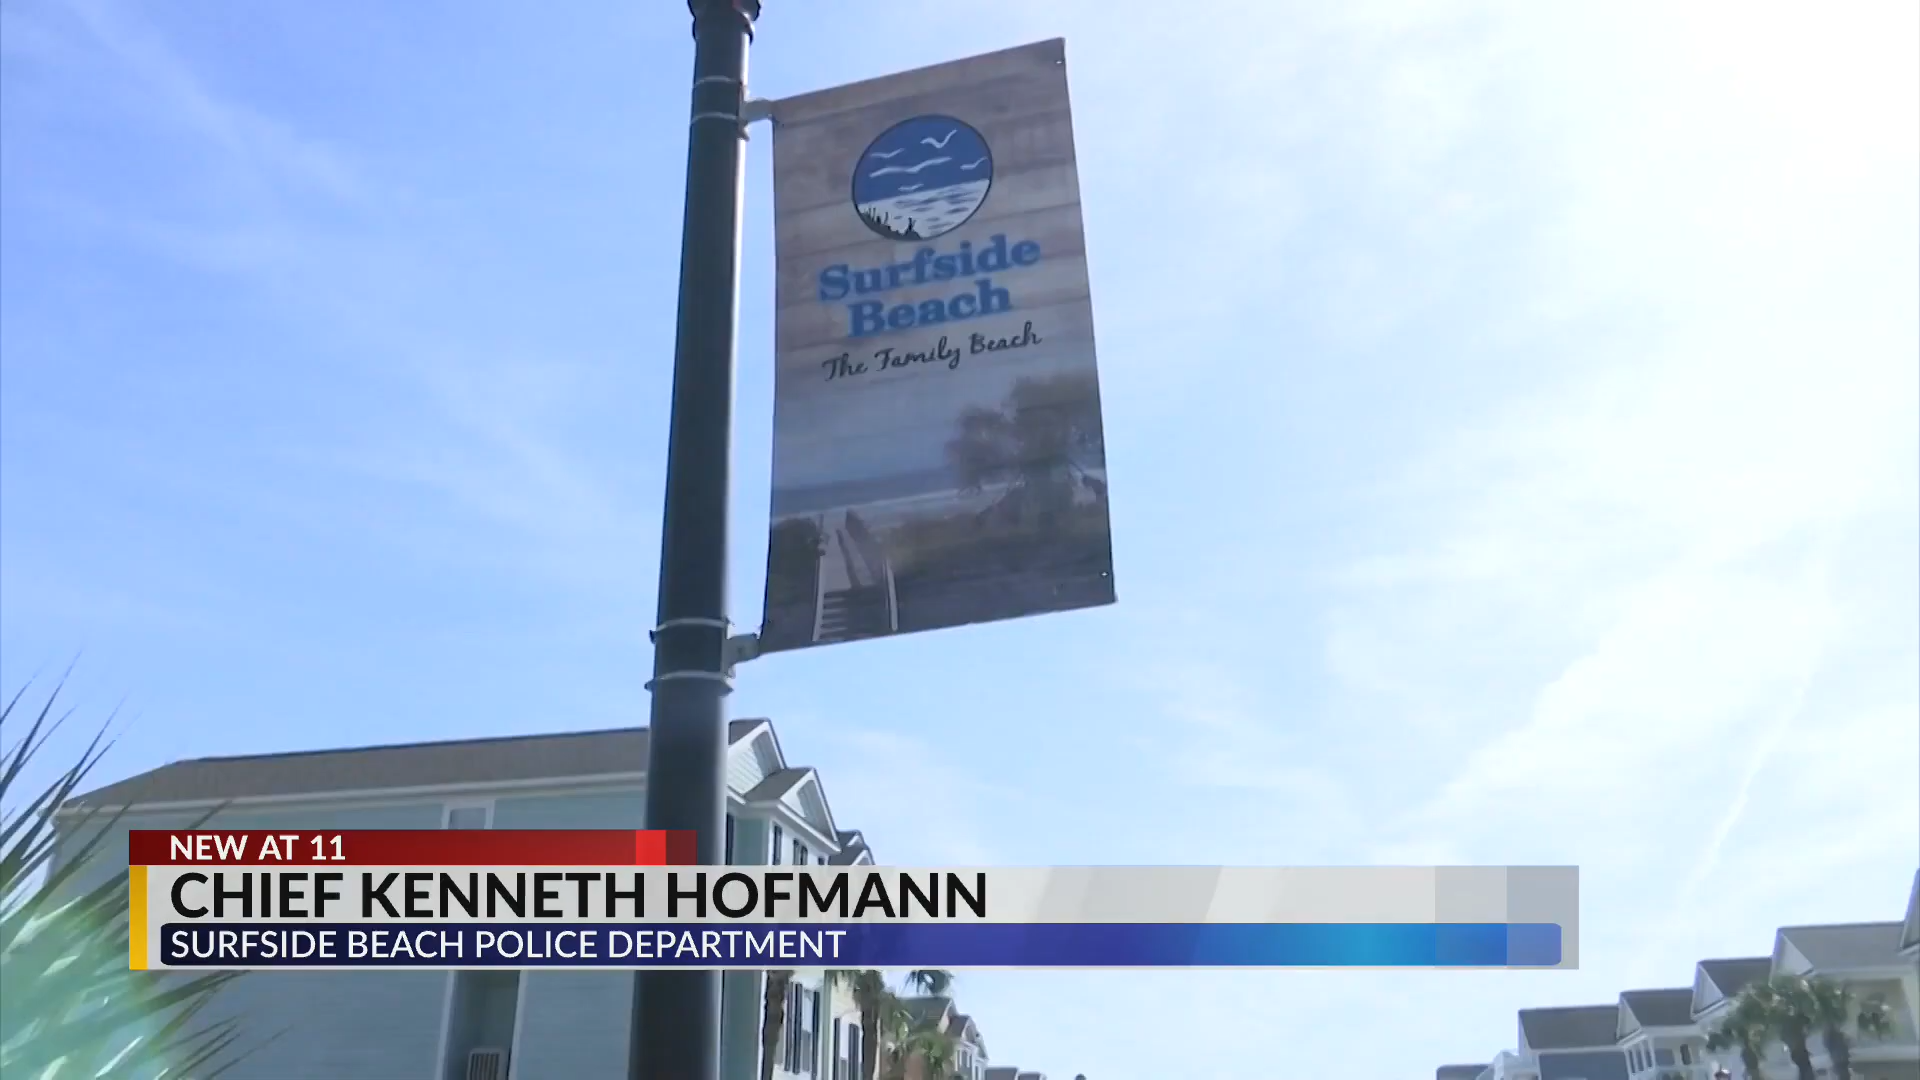 Surfside
Beach
The Family Beach
NEW AT 11
CHIEF KENNETH HOFMANN
SURFSIDE BEACH POLICE DEPARTMENT